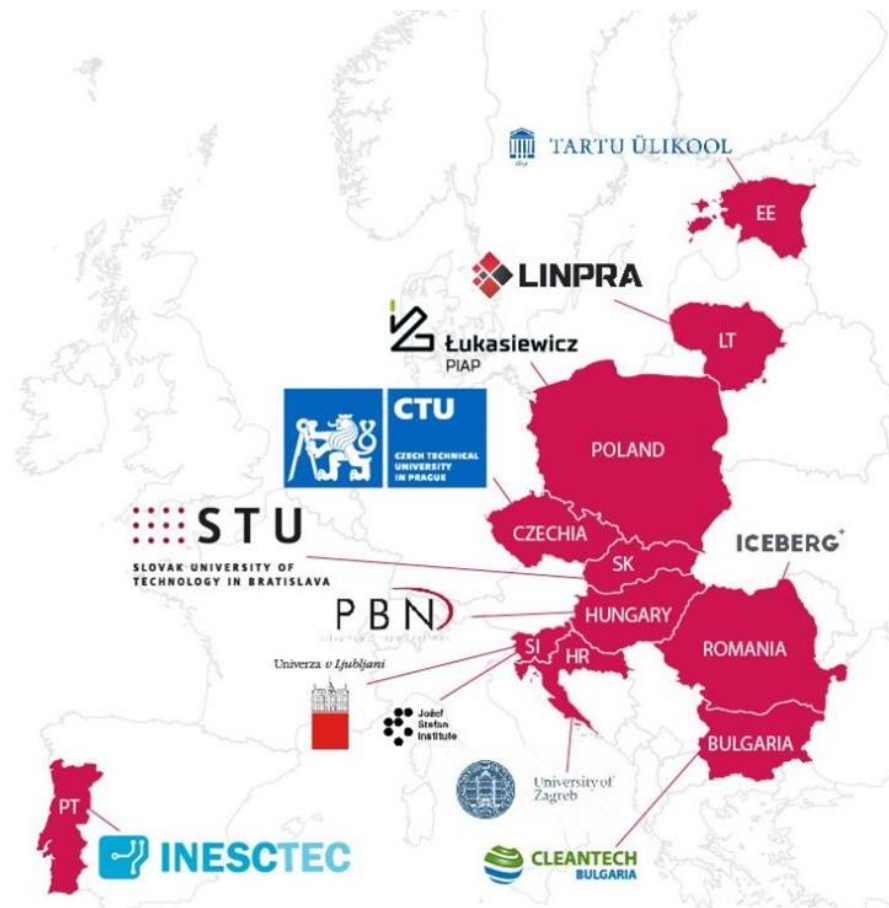 TARTU ÜLIKOOL
EE
LINPRA
LT
Łukasiewicz
PIAP
POLAND
CTU
CZECH TECHNICAL
UNIVERSITY
IN PRAGUE
CZECHIA
STU
SLOVAK UNIVERSITY OF
TECHNOLOGY IN BRATISLAVA
SK
ICEBERG+
PBN
HUNGARY
ROMANIA
SI
HR
Univerza v Ljubljani
Jožef
Stefan
Institute
BULGARIA
University of
Zagreb
PT
INESCTEC
CLEANTECH
BULGARIA